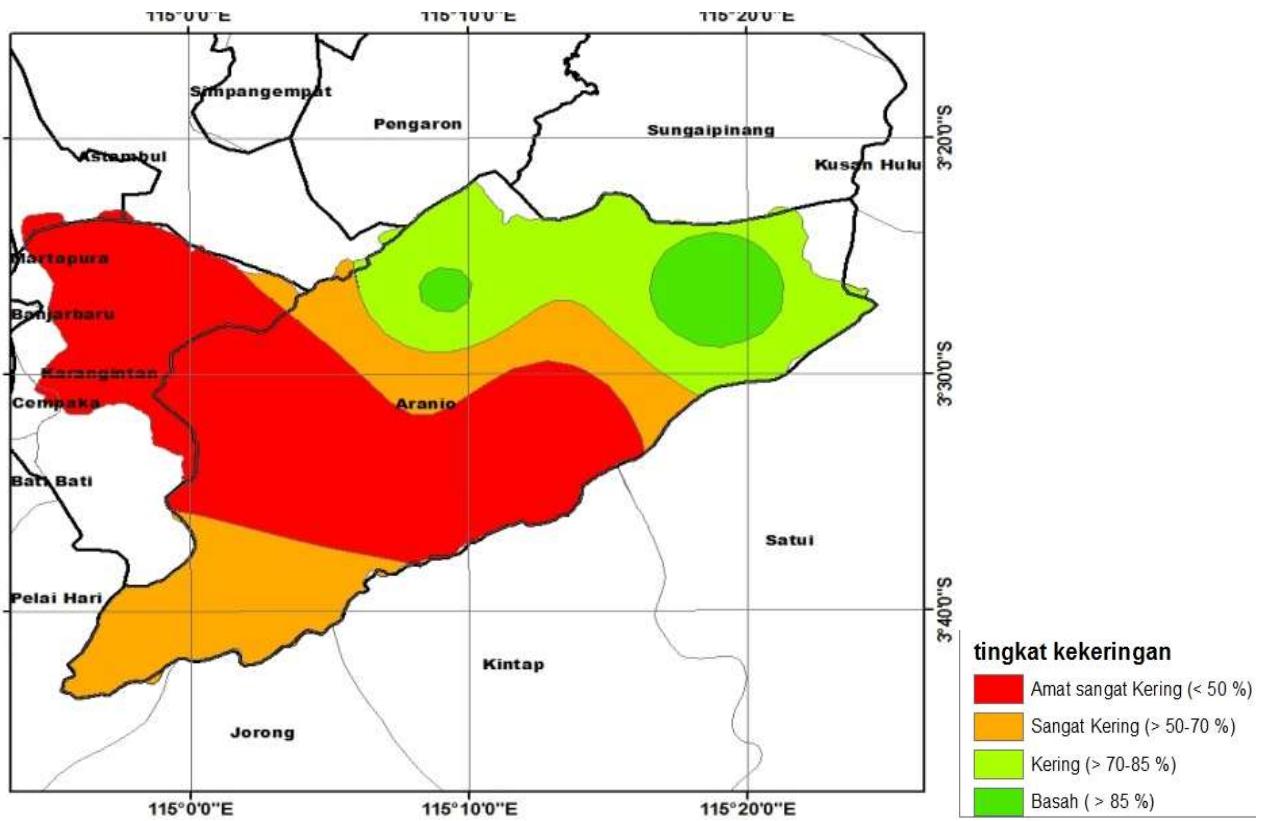 115°0'0"E
115°10'0"E
115°20'0"E
Simpangempat
Pengaron
Sungaipinang
3°20'0"S
Astambul
Kusan Hulu
Martapura
Banjarbaru
Karangintan
3°30'0"S
Cempaka
Aranio
Bati Bati
Satui
Pelai Hari
3°40'0"S
Kintap
Jorong
115°0'0"E
115°10'0"E
115°20'0"E
tingkat kekeringan
Amat sangat Kering (< 50 %)
Sangat Kering (> 50-70 %)
Kering (> 70-85 %)
Basah ( > 85 %)